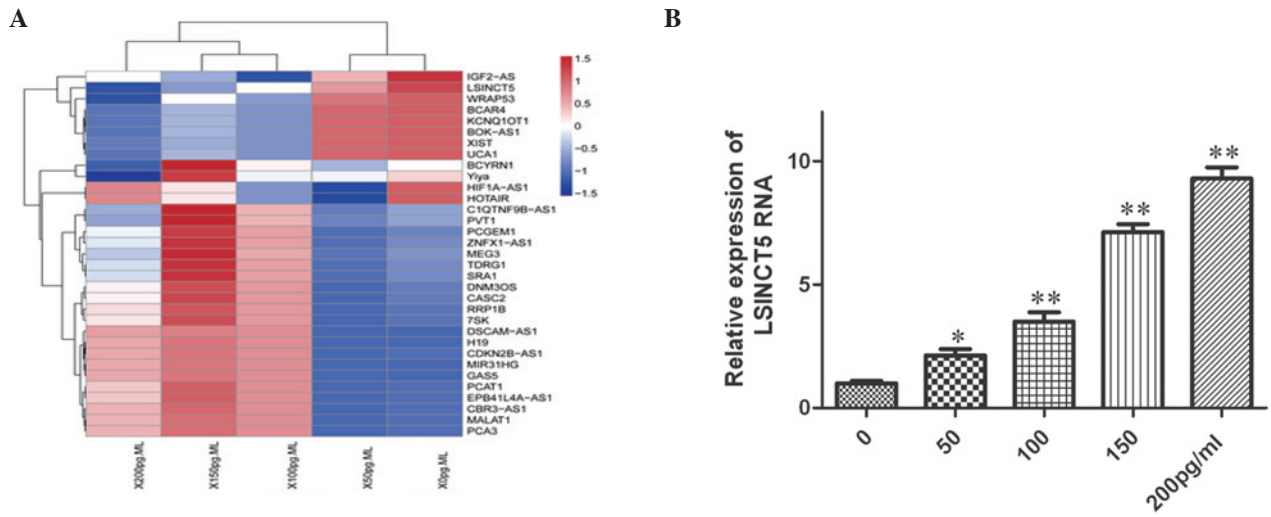 A
B
1.5
1
0.5
0
−0.5
−1
−1.5
IGF2−AS
LSINCT5
WRAP53
BCAR4
KCNQ1OT1
BOK−AS1
XIST
UCA1
BCYRN1
Yiya
HIF1A−AS1
HOTAIR
C1QTNF9B−AS1
PVT1
PCGEM1
ZNFX1−AS1
MEG3
TDRG1
SRA1
DNM3OS
CASC2
RRP1B
7SK
DSCAM−AS1
H19
CDKN2B−AS1
MIR31HG
GAS5
PCAT1
EPB41L4A−AS1
CBR3−AS1
MALAT1
PCA3
X200pg.ML
X150pg.ML
X100pg.ML
X50pg.ML
X0pg.ML
Relative expression of
LSINCT5 RNA
10
5
0
*
**
**
**
0
50
100
150
200pg/ml